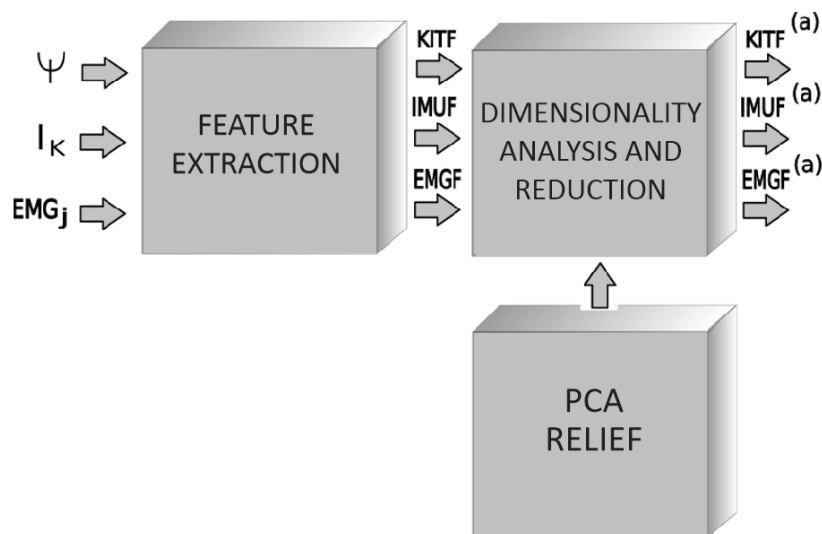 Ψ
I_K
EMG_j
FEATURE
EXTRACTION
KITF
IMUF
EMGF
DIMENSIONALITY
ANALYSIS AND
REDUCTION
KITF^(a)
IMUF^(a)
EMGF^(a)
PCA
RELIEF